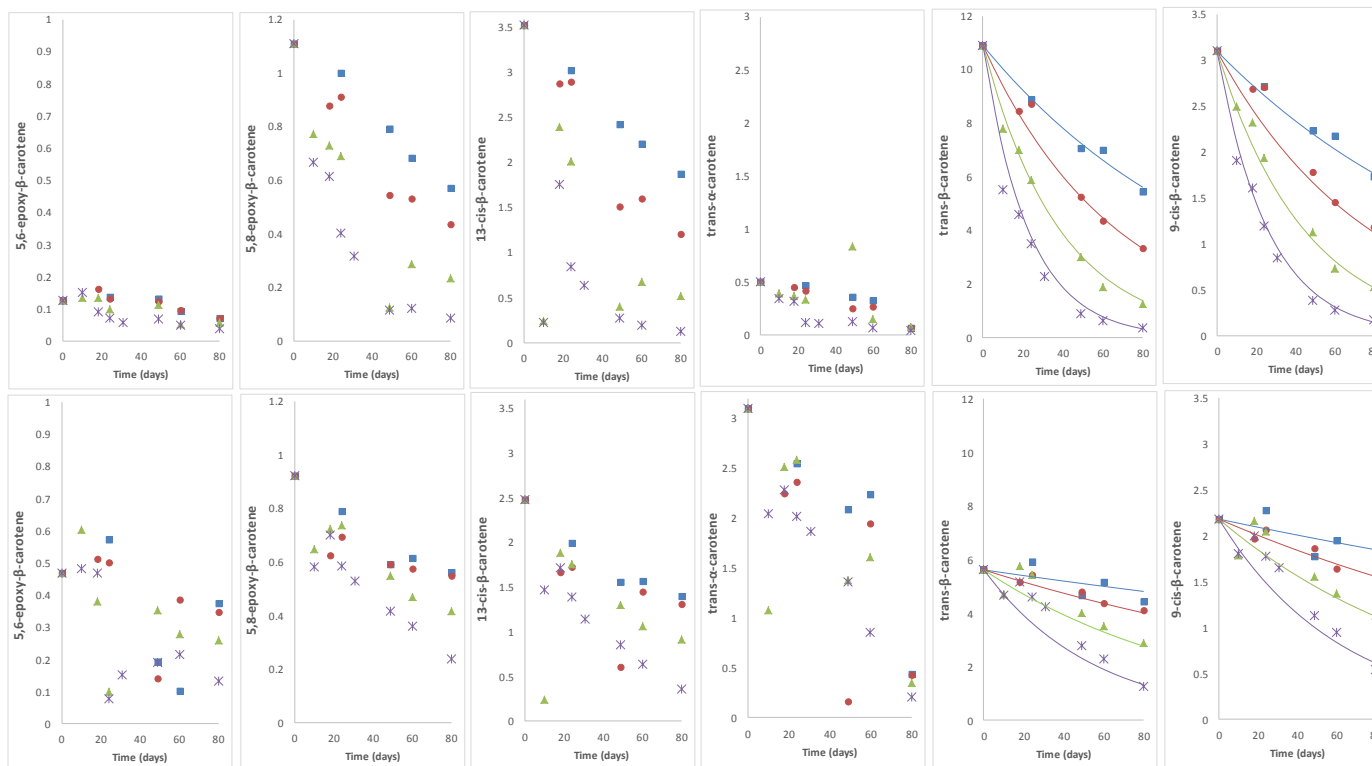 5,6-epoxy-β-carotene
1
0.9
0.8
0.7
0.6
0.5
0.4
0.3
0.2
0.1
0
0 20 40 60 80
Time (days)
5,8-epoxy-β-carotene
1.2
1
0.8
0.6
0.4
0.2
0
0 20 40 60 80
Time (days)
13-cis-β-carotene
3.5
3
2.5
2
1.5
1
0.5
0
0 20 40 60 80
Time (days)
trans-α-carotene
3
2.5
2
1.5
1
0.5
0
0 20 40 60 80
Time (days)
trans-β-carotene
12
10
8
6
4
2
0
0 20 40 60 80
Time (days)
9-cis-β-carotene
3.5
3
2.5
2
1.5
1
0.5
0
0 20 40 60 80
Time (days)
5,6-epoxy-β-carotene
1
0.9
0.8
0.7
0.6
0.5
0.4
0.3
0.2
0.1
0
0 20 40 60 80
Time (days)
5,8-epoxy-β-carotene
1.2
1
0.8
0.6
0.4
0.2
0
0 20 40 60 80
Time (days)
13-cis-β-carotene
3.5
3
2.5
2
1.5
1
0.5
0
0 20 40 60 80
Time (days)
trans-α-carotene
3
2.5
2
1.5
1
0.5
0
0 20 40 60 80
Time (days)
trans-β-carotene
12
10
8
6
4
2
0
0 20 40 60 80
Time (days)
9-cis-β-carotene
3.5
3
2.5
2
1.5
1
0.5
0
0 20 40 60 80
Time (days)